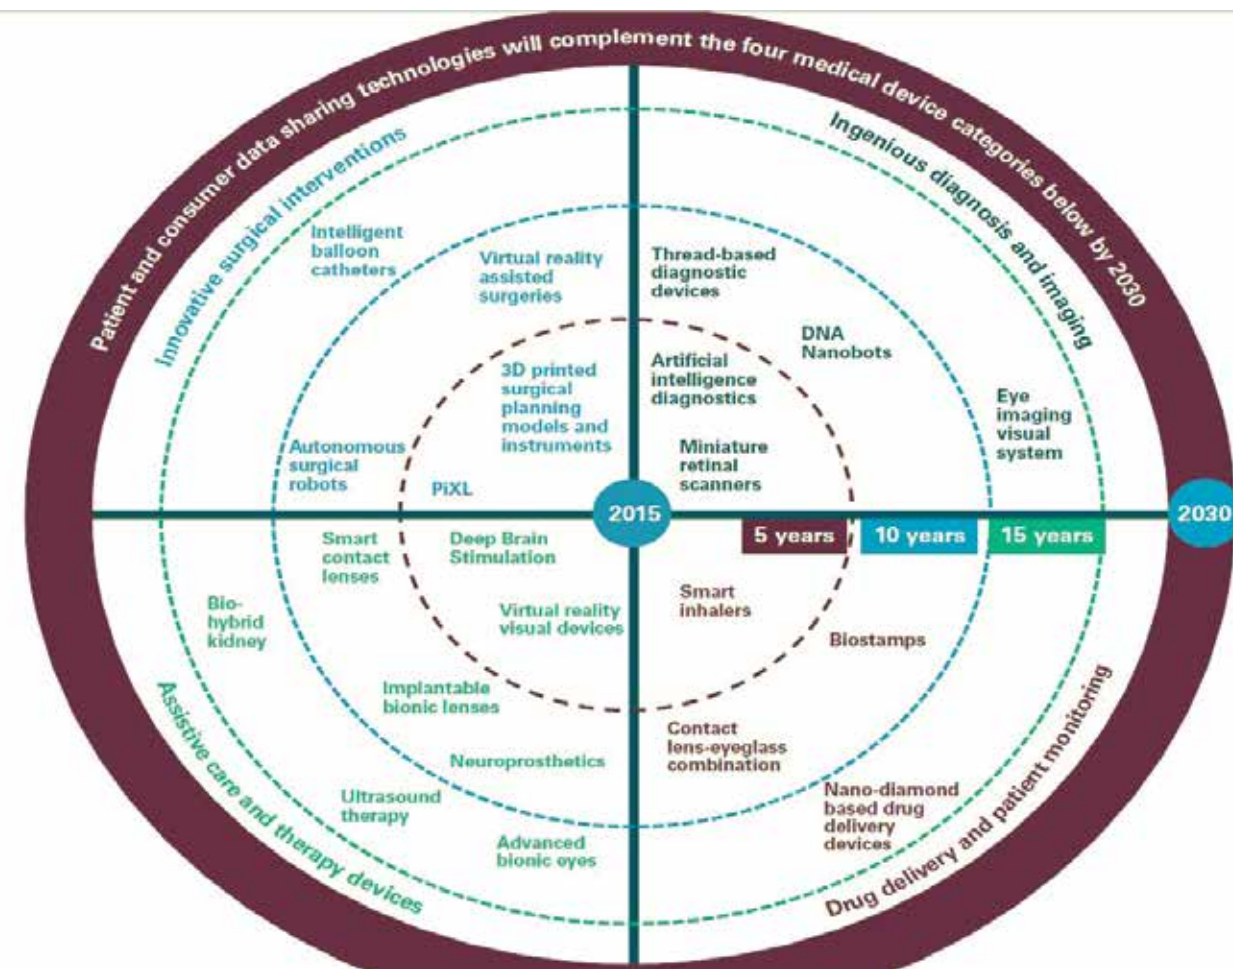 Patient and consumer data sharing technologies will complement the four medical device categories below by 2030
Innovative surgical interventions
Intelligent
balloon
catheters
Virtual reality
assisted
surgeries
3D printed
surgical
planning
models and
instruments
Autonomous
surgical
robots
PiXL
Ingenious diagnosis and imaging
Thread-based
diagnostic
devices
DNA
Nanobots
Artificial
intelligence
diagnostics
Eye
imaging
visual
system
Miniature
retinal
scanners
2015
2030
5 years
10 years
15 years
Smart
contact
lenses
Deep Brain
Stimulation
Bio-
hybrid
kidney
Virtual reality
visual devices
Implantable
bionic lenses
Neuroprosthetics
Ultrasound
therapy
Advanced
bionic eyes
Assistive care and therapy devices
Smart
inhalers
Biostamps
Contact
lens-eyeglass
combination
Nano-diamond
based drug
delivery
devices
Drug delivery and patient monitoring